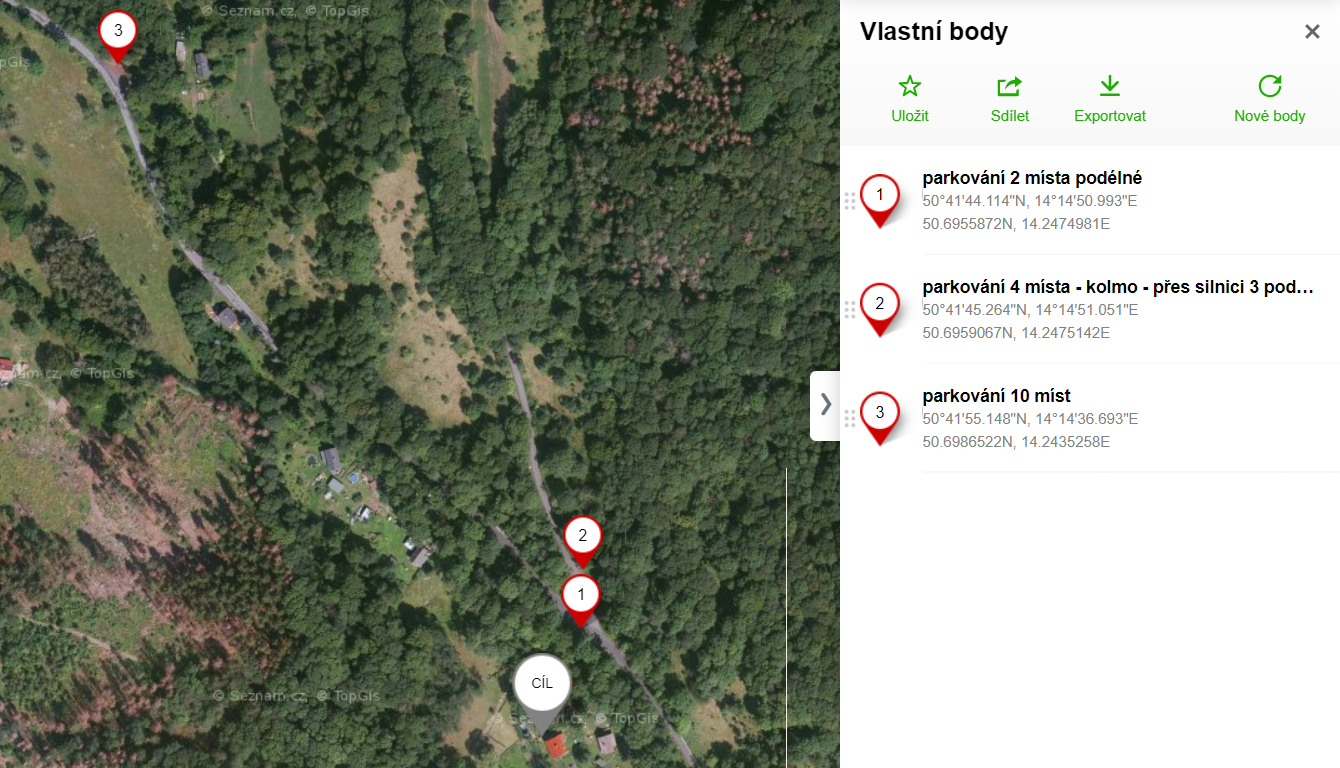 © Seznam.cz, © TopGis
3
Vlastní body
Uložit
Sdílet
Exportovat
Nové body
1
parkování 2 místa podélné
50°41'44.114"N, 14°14'50.993"E
50.6955872N, 14.2474981E
2
parkování 4 místa - kolmo - přes silnici 3 pod…
50°41'45.264"N, 14°14'51.051"E
50.6959067N, 14.2475142E
3
parkování 10 míst
50°41'55.148"N, 14°14'36.693"E
50.6986522N, 14.2435258E
pGis
znam.cz, © TopGis
2
1
© Seznam.cz, © TopGis
CÍL
© Seznam.cz, © TopGis